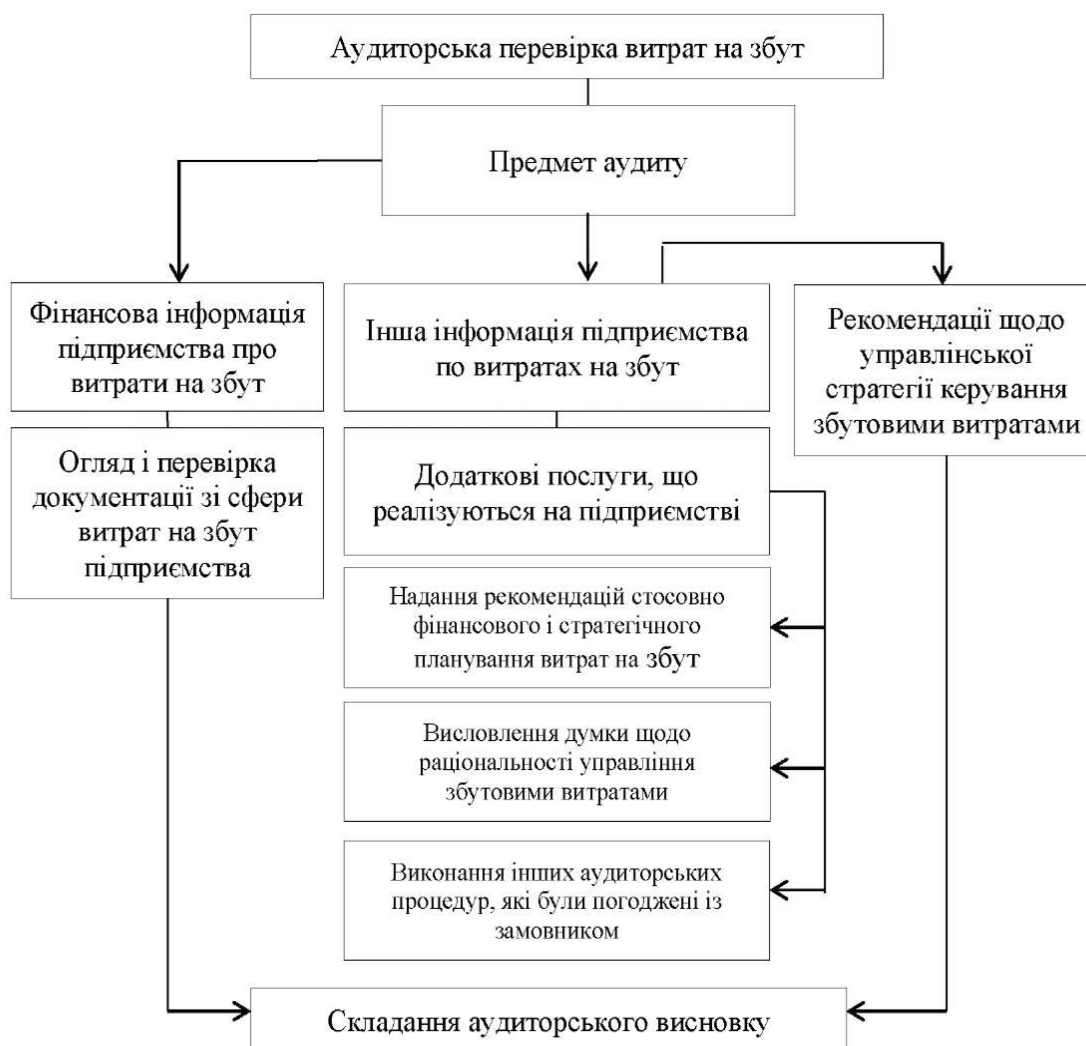 Аудиторська перевірка витрат на збут
Предмет аудиту
Фінансова інформація
підприємства про
витрати на збут
Огляд і перевірка
документації зі сфери
витрат на збут
підприємства
Інша інформація підприємства
по витратах на збут
Додаткові послуги, що
реалізуються на підприємстві
Надання рекомендацій стосовно
фінансового і стратегічного
планування витрат на збут
Висловлення думки щодо
раціональності управління
збутовими витратами
Виконання інших аудиторських
процедур, які були погоджені із
замовником
Рекомендації щодо
управлінської
стратегії керування
збутовими витратами
Складання аудиторського висновку